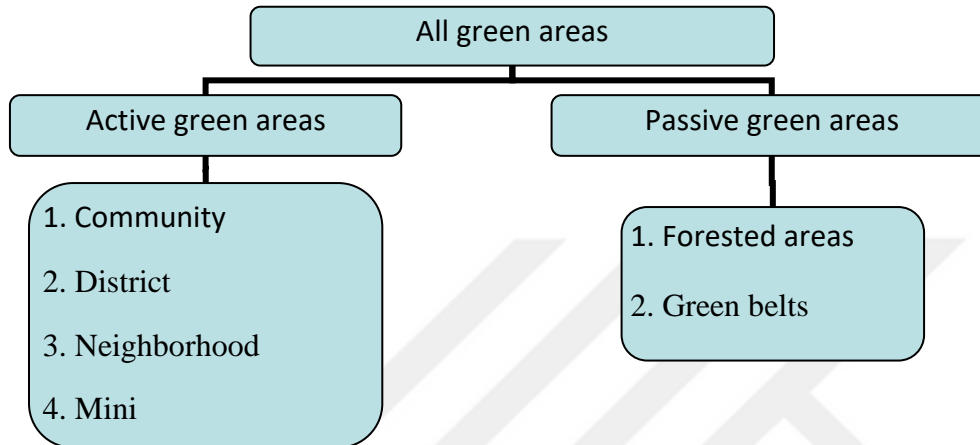 All green areas
Active green areas
Passive green areas
1. Community
2. District
3. Neighborhood
4. Mini
1. Forested areas
2. Green belts